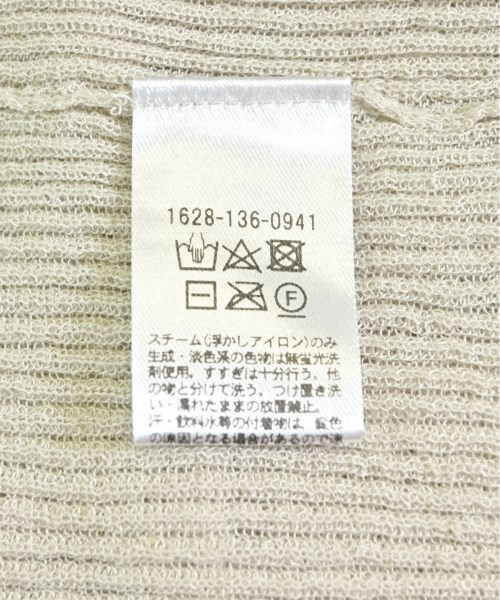 1628-136-0941
F
スチーム(浮かしアイロン)のみ
生成・淡色系の色物は無蛍光洗
剤使用。すすぎは十分行う。他
の物と分けて洗う。つけ置き洗
い・濡れたままの放置禁止。
汗・飲料水等の付着物は、変色
の原因となる場合があるので速